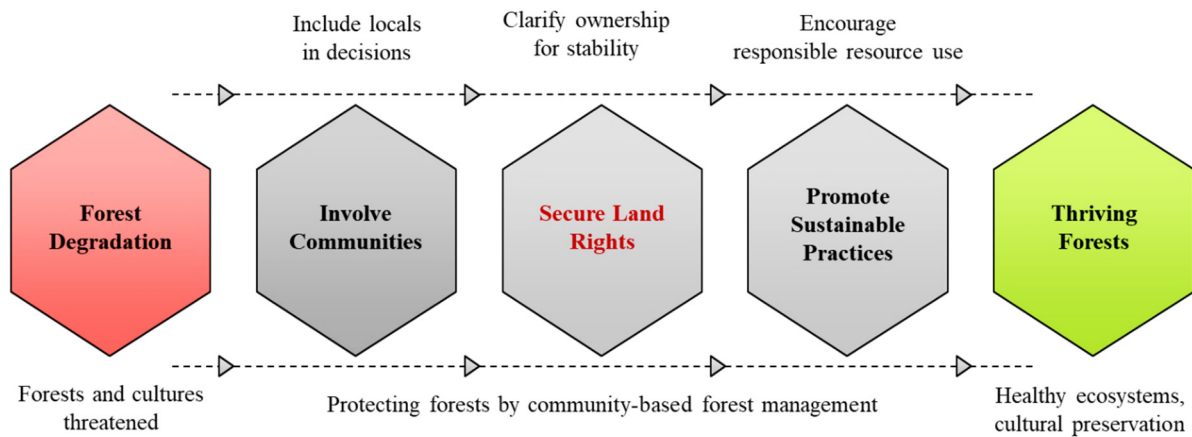 Include locals
in decisions
Clarify ownership
for stability
Encourage
responsible resource use
Forest
Degradation
Involve
Communities
Secure Land
Rights
Promote
Sustainable
Practices
Thriving
Forests
Forests and cultures
threatened
Protecting forests by community-based forest management
Healthy ecosystems,
cultural preservation